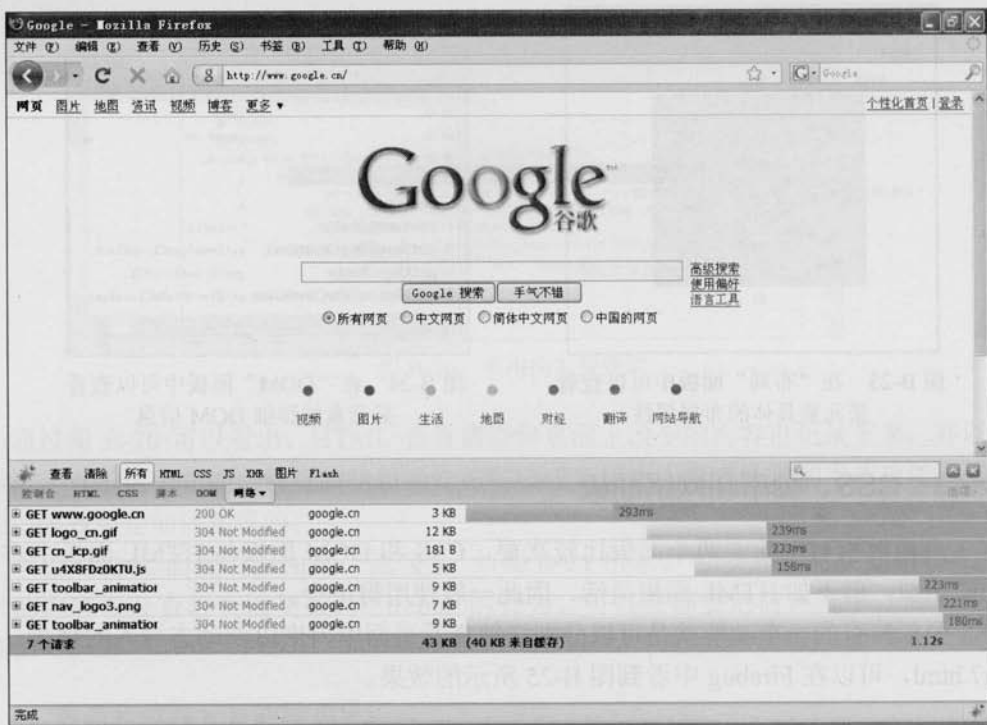 Google - Mozilla Firefox
文件 (F) 编辑 (E) 查看 (V) 历史 (S) 书签 (B) 工具 (T) 帮助 (H)
http://www.google.cn/ Google
网页 图片 地图 资讯 视频 博客 更多 ▼ 个性化首页 | 登录
Google
谷歌
高级搜索
Google 搜索 手气不错 使用偏好
语言工具
所有网页 中文网页 简体中文网页 中国的网页
视频 图片 生活 地图 财经 翻译 网站导航
查看 清除 所有 HTML CSS JS XHR 图片 Flash
控制台 HTML CSS 脚本 DOM 网络 ▼ 选项
GET www.google.cn 200 OK google.cn 3 KB 293ms
GET logo_cn.gif 304 Not Modified google.cn 12 KB 239ms
GET cn_icp.gif 304 Not Modified google.cn 181 B 233ms
GET u4X8FDz0KTU.js 304 Not Modified google.cn 5 KB 158ms
GET toolbar_animation 304 Not Modified google.cn 9 KB 223ms
GET nav_logo3.png 304 Not Modified google.cn 7 KB 221ms
GET toolbar_animation 304 Not Modified google.cn 9 KB 180ms
7 个请求 43 KB (40 KB 来自缓存) 1.12s
完成